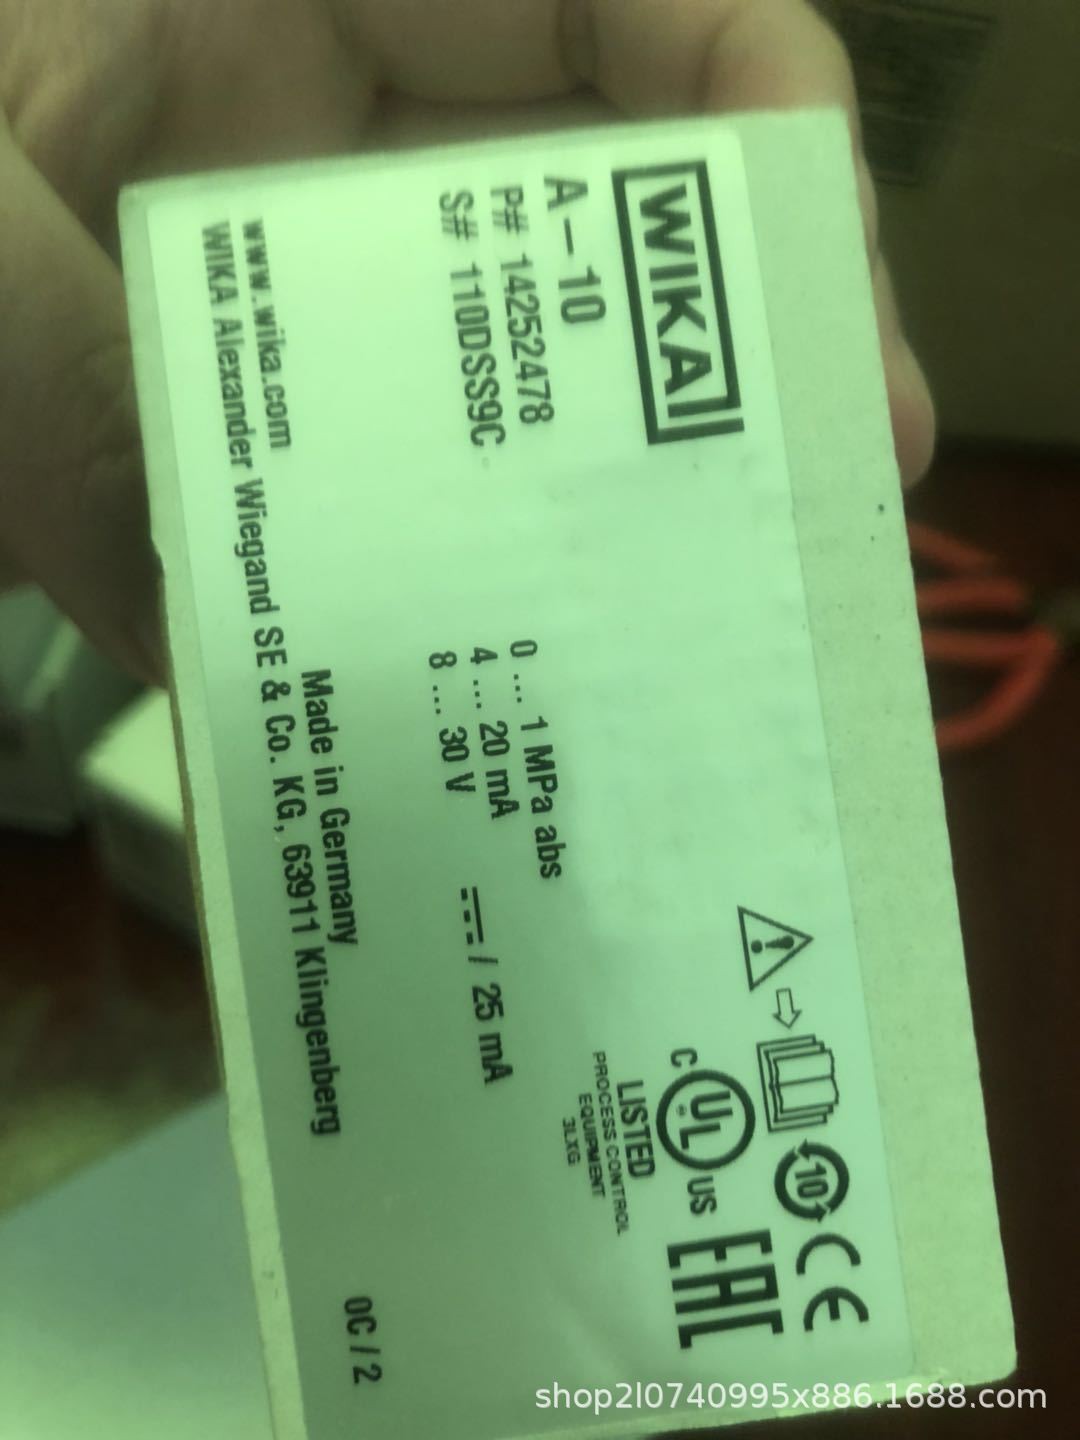 WIKA
A-10
P# 14252478
S# 110DSS9C
0 ... 1 MPa abs
4 ... 20 mA
8 ... 30 V ⎓ / 25 mA
10
CE
C UL US
EAC
LISTED
PROCESS CONTROL
EQUIPMENT
3LXG
Made in Germany
www.wika.com
WIKA Alexander Wiegand SE & Co. KG, 63911 Klingenberg
0C / 2
shop2l0740995x886.1688.com